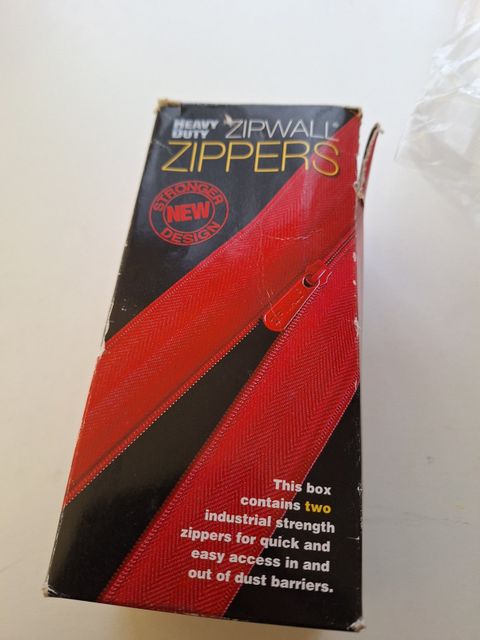 HEAVY DUTY ZIPWALL®
ZIPPERS
STRONGER
NEW
DESIGN
This box
contains two
industrial strength
zippers for quick and
easy access in and
out of dust barriers.